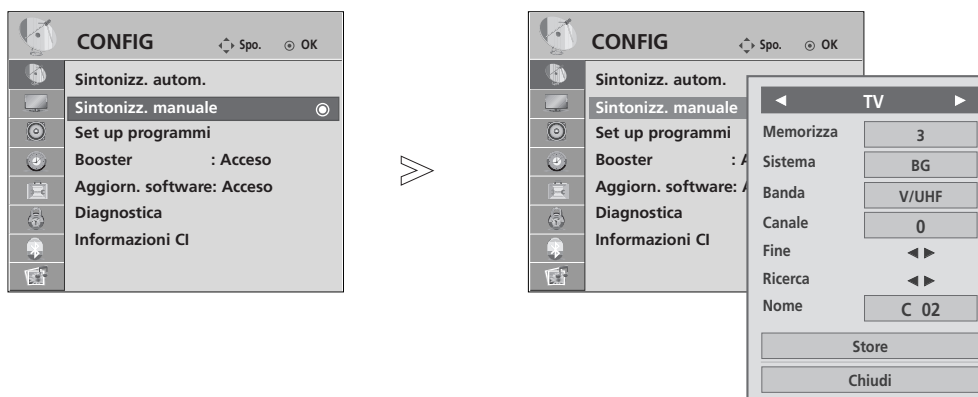 CONFIG Spo. OK
Sintonizz. autom.
Sintonizz. manuale
Set up programmi
Booster : Acceso
Aggiorn. software: Acceso
Diagnostica
Informazioni CI
CONFIG Spo. OK
Sintonizz. autom.
Sintonizz. manuale
Set up programmi
Booster : A
Aggiorn. software: A
Diagnostica
Informazioni CI
TV
Memorizza 3
Sistema BG
Banda V/UHF
Canale 0
Fine
Ricerca
Nome C 02
Store
Chiudi